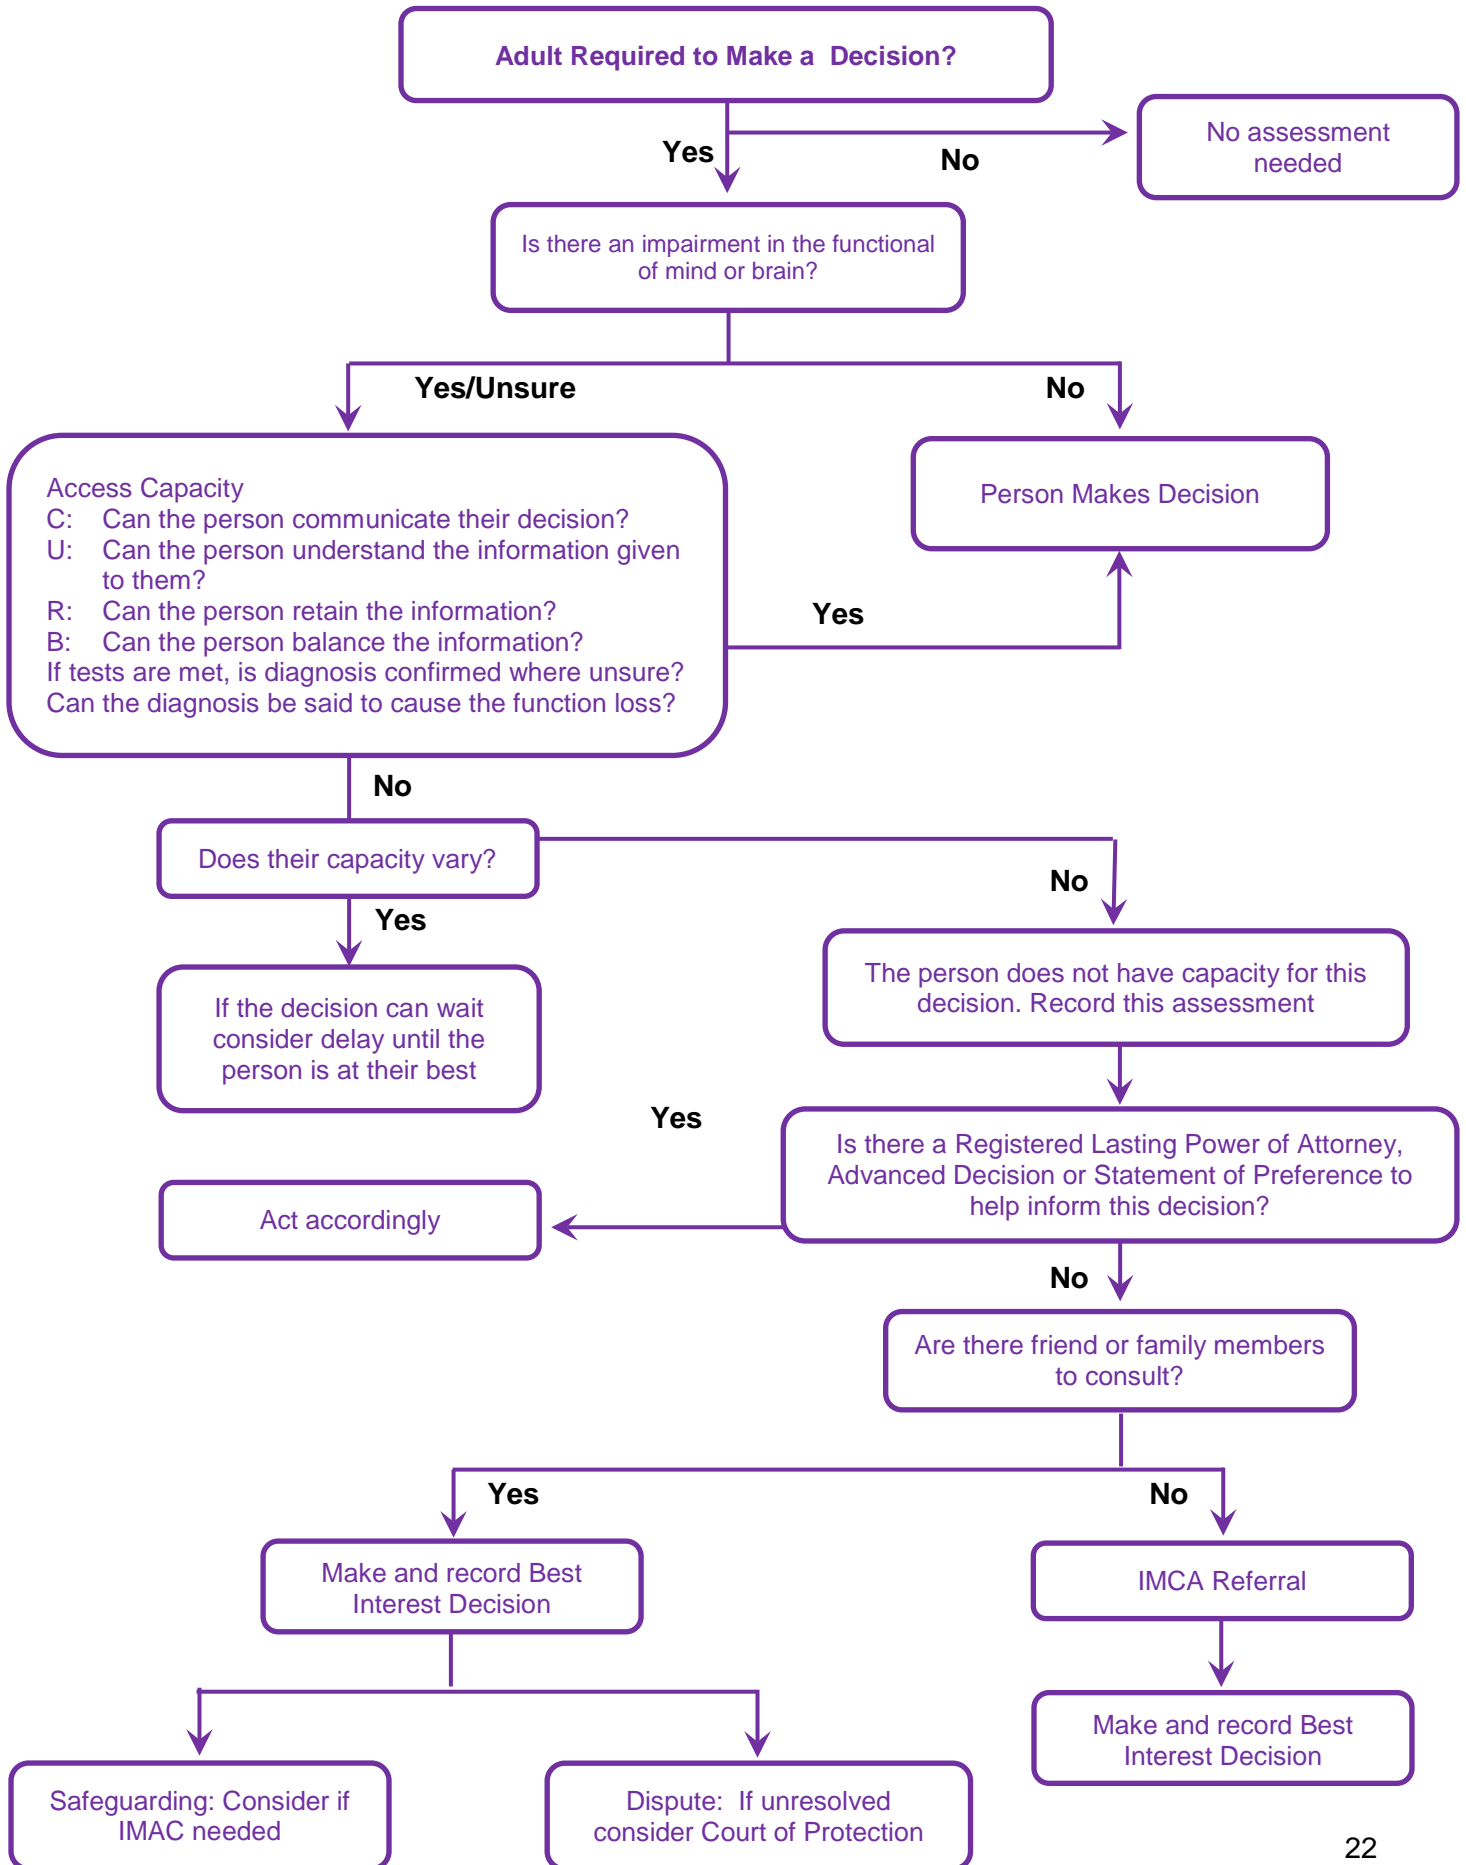 Adult Required to Make a Decision?
No assessment
needed
Yes
No
Is there an impairment in the functional
of mind or brain?
Yes/Unsure
No
Access Capacity
C: Can the person communicate their decision?
U: Can the person understand the information given
to them?
R: Can the person retain the information?
B: Can the person balance the information?
If tests are met, is diagnosis confirmed where unsure?
Can the diagnosis be said to cause the function loss?
Person Makes Decision
Yes
No
Does their capacity vary?
No
Yes
If the decision can wait
consider delay until the
person is at their best
The person does not have capacity for this
decision. Record this assessment
Yes
Is there a Registered Lasting Power of Attorney,
Advanced Decision or Statement of Preference to
help inform this decision?
Act accordingly
No
Are there friend or family members
to consult?
Yes
No
Make and record Best
Interest Decision
IMCA Referral
Make and record Best
Interest Decision
Safeguarding: Consider if
IMAC needed
Dispute: If unresolved
consider Court of Protection
22